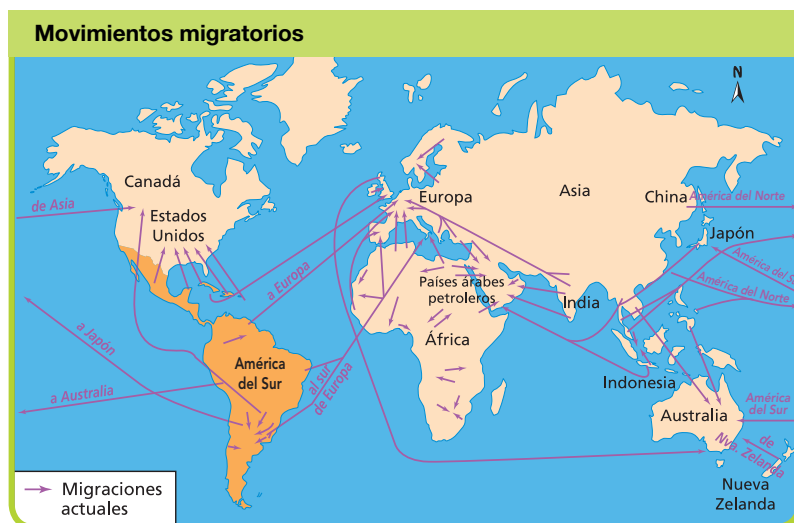 Movimientos migratorios
N
Canadá
de Asia
Estados
Unidos
Europa
Asia
China
América del Norte
Japón
a Europa
Países árabes
petroleros
India
América del S
América del Norte
África
a Japón
América
del Sur
al sur
de Europa
a Australia
Indonesia
Australia
América
del Sur
de
Nva. Zelanda
Nueva
Zelanda
Migraciones
actuales